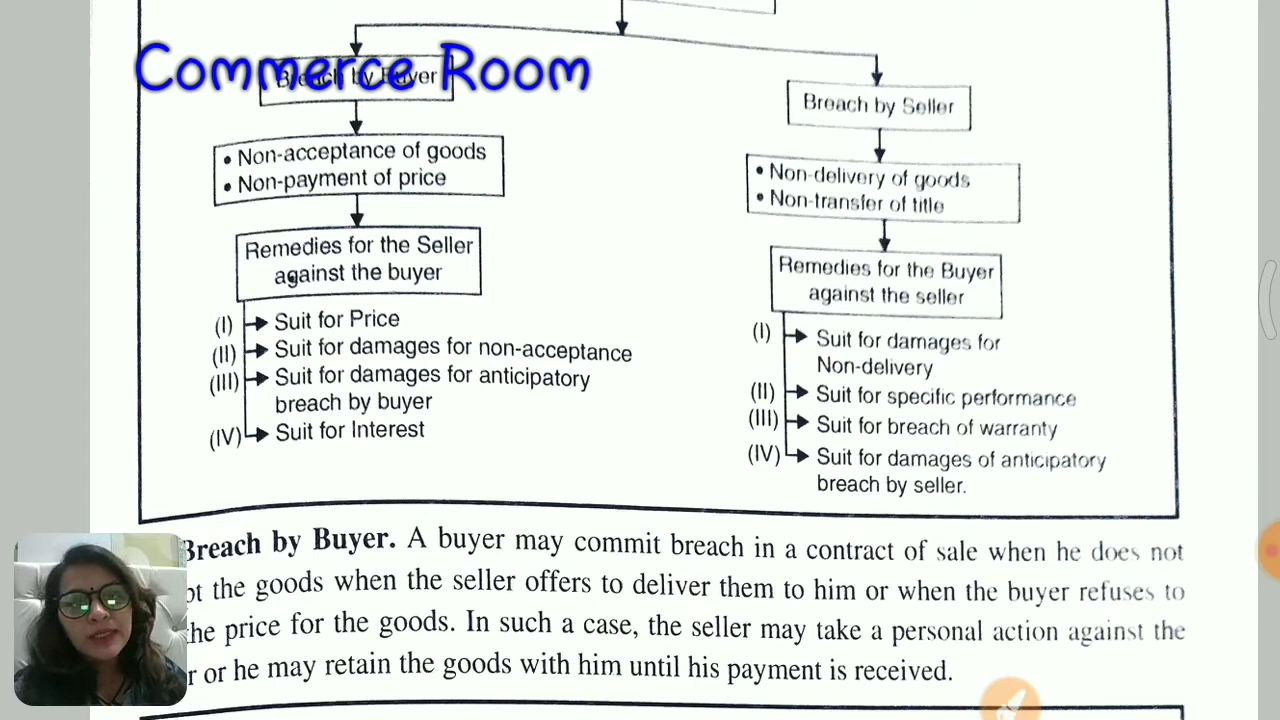 Commerce Room
Breach by Buyer
• Non-acceptance of goods
• Non-payment of price
Remedies for the Seller
against the buyer
(I) Suit for Price
(II) Suit for damages for non-acceptance
(III) Suit for damages for anticipatory
breach by buyer
(IV) Suit for Interest
Breach by Seller
• Non-delivery of goods
• Non-transfer of title
Remedies for the Buyer
against the seller
(I) Suit for damages for
Non-delivery
(II) Suit for specific performance
(III) Suit for breach of warranty
(IV) Suit for damages of anticipatory
breach by seller.
Breach by Buyer. A buyer may commit breach in a contract of sale when he does not
the goods when the seller offers to deliver them to him or when the buyer refuses to
the price for the goods. In such a case, the seller may take a personal action against the
or he may retain the goods with him until his payment is received.